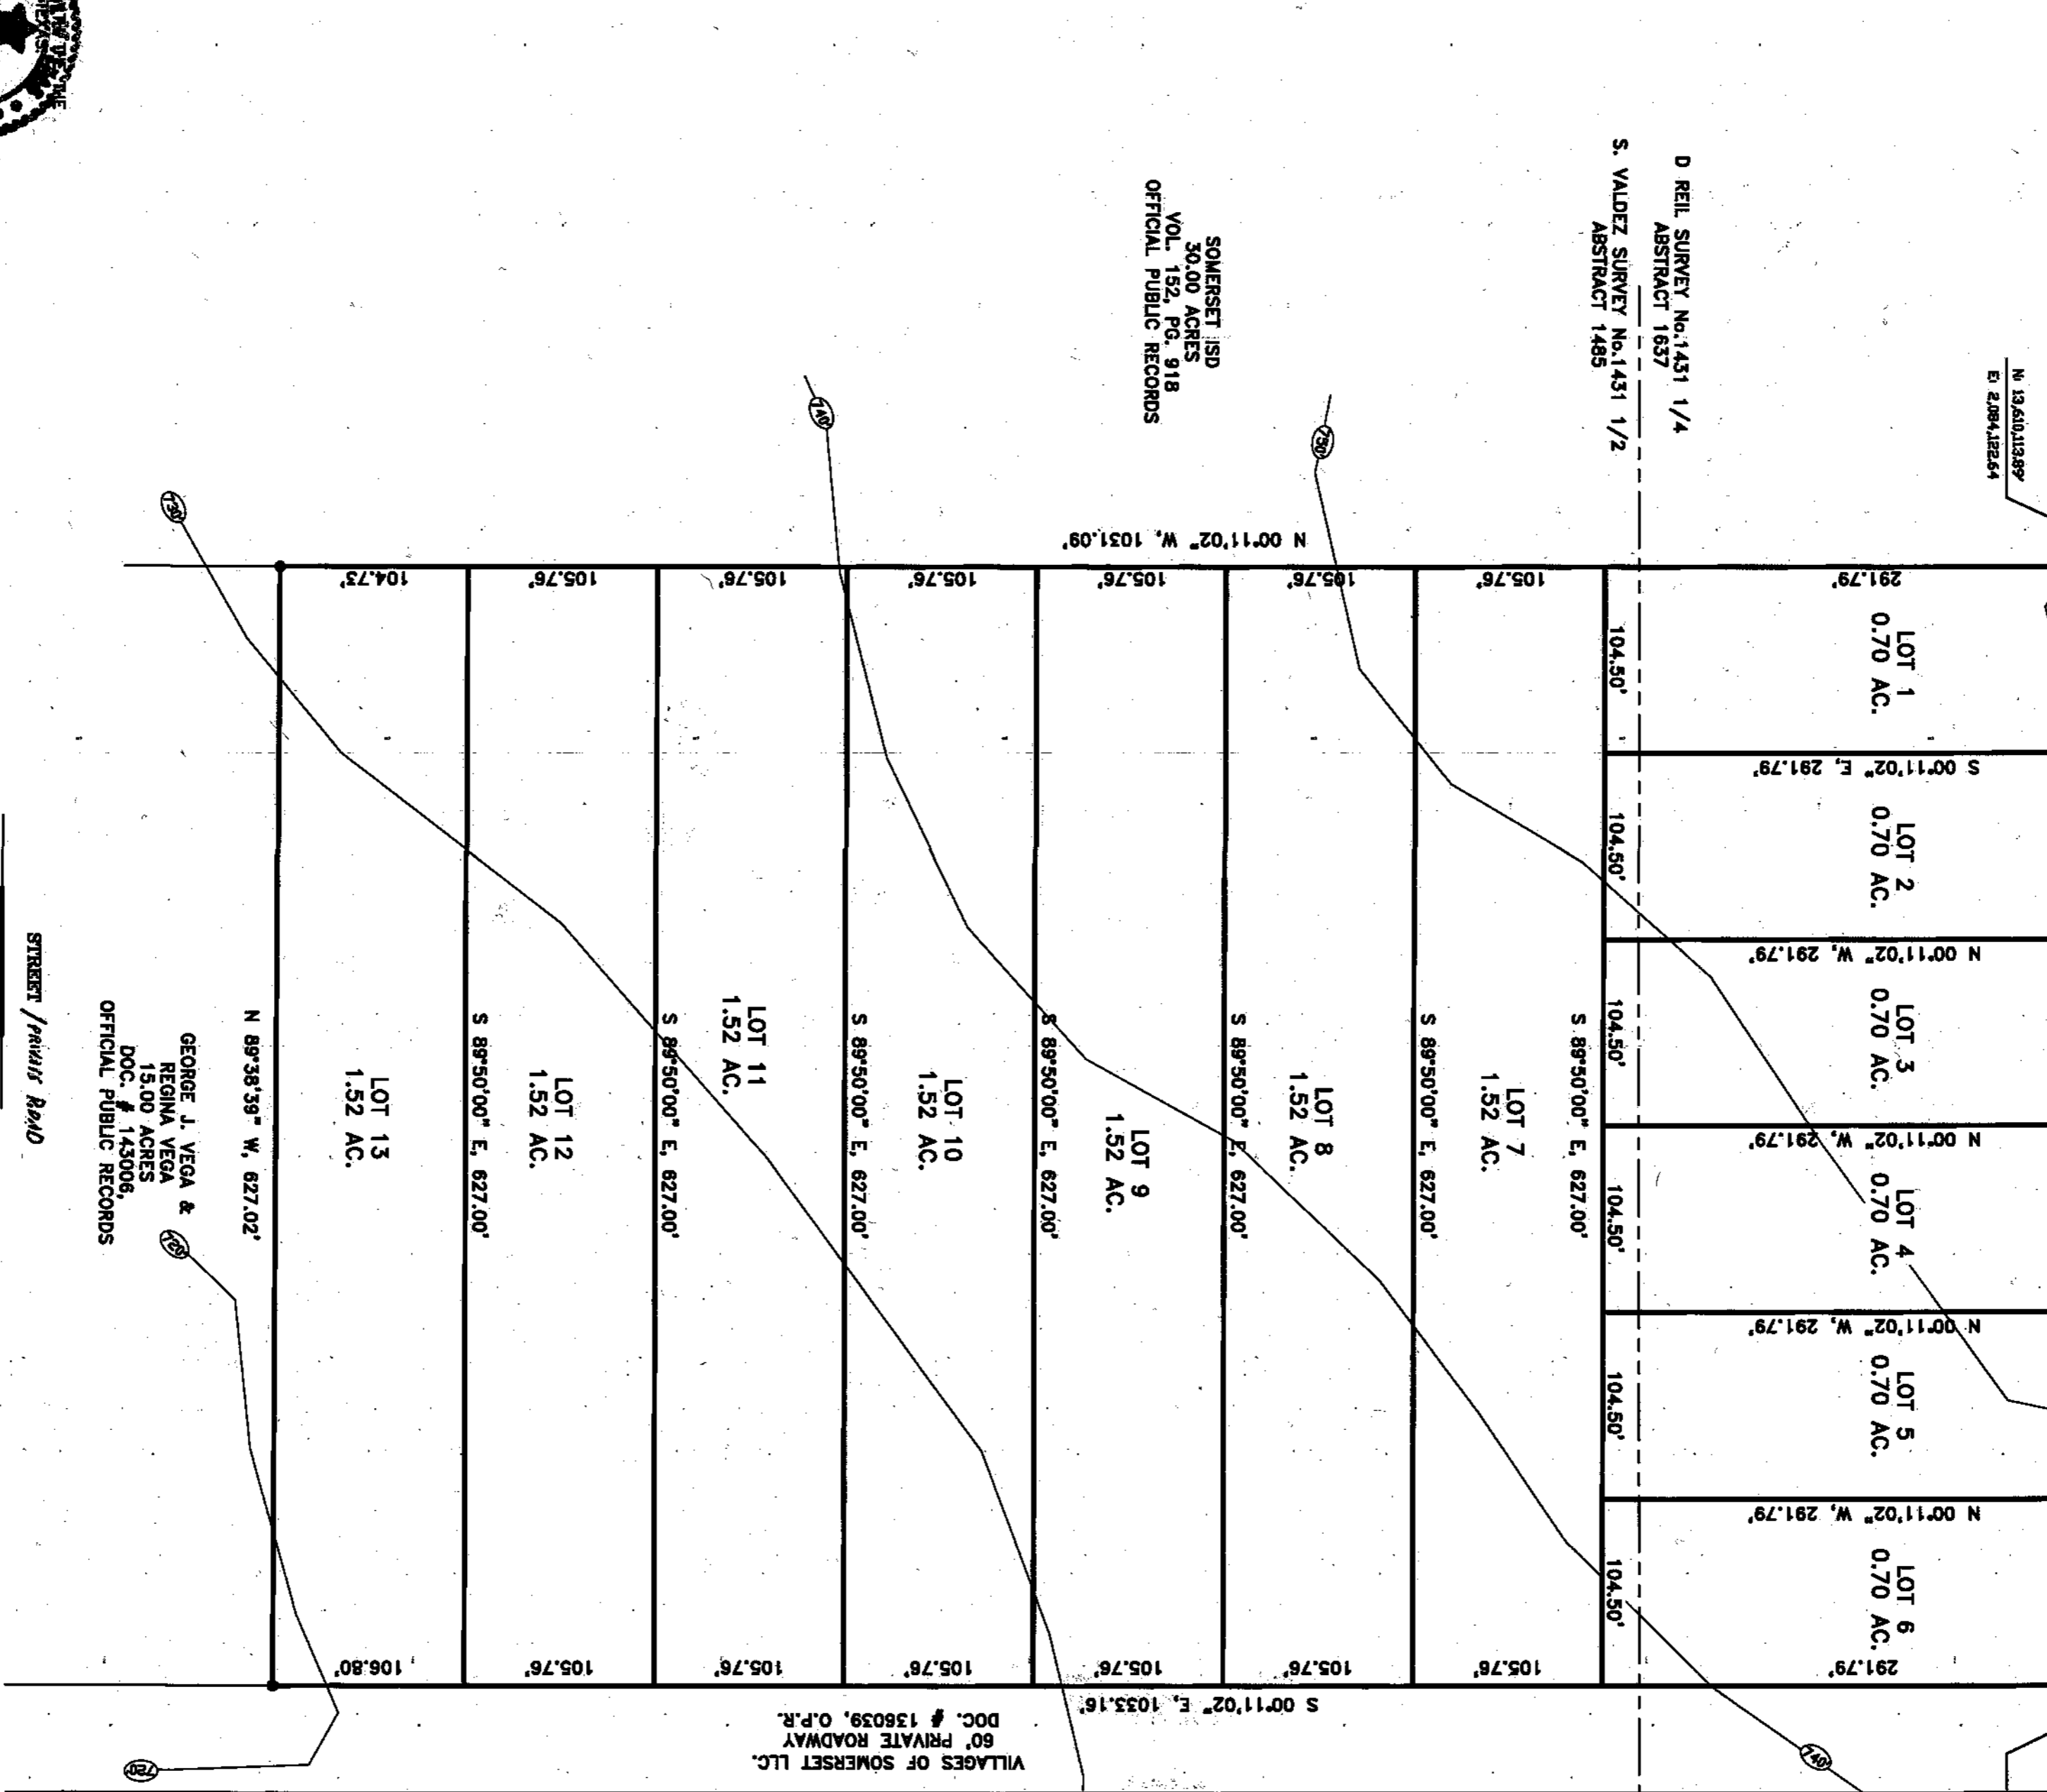 THE
TEXAS
N: 13,610,113.89
E: 2,084,122.64
D REIL SURVEY No.1431 1/4
ABSTRACT 1637
S. VALDEZ SURVEY No.1431 1/2
ABSTRACT 1485
SOMERSET ISD
30.00 ACRES
VOL. 152, PG. 918
OFFICIAL PUBLIC RECORDS
750'
740'
730'
N 00°11'02" W, 1031.09'
291.79'
105.76'
105.76'
105.76'
105.76'
105.76'
105.76'
104.73'
LOT 1
0.70 AC.
104.50'
S 00°11'02" E, 291.79'
LOT 2
0.70 AC.
104.50'
N 00°11'02" W, 291.79'
LOT 3
0.70 AC.
104.50'
N 00°11'02" W, 291.79'
LOT 4
0.70 AC.
104.50'
N 00°11'02" W, 291.79'
LOT 5
0.70 AC.
104.50'
N 00°11'02" W, 291.79'
LOT 6
0.70 AC.
104.50'
291.79'
S 89°50'00" E, 627.00'
LOT 7
1.52 AC.
S 89°50'00" E, 627.00'
LOT 8
1.52 AC.
S 89°50'00" E, 627.00'
LOT 9
1.52 AC.
S 89°50'00" E, 627.00'
LOT 10
1.52 AC.
S 89°50'00" E, 627.00'
LOT 11
1.52 AC.
S 89°50'00" E, 627.00'
LOT 12
1.52 AC.
S 89°50'00" E, 627.00'
LOT 13
1.52 AC.
N 89°38'39" W, 627.02'
GEORGE J. VEGA &
REGINA VEGA
15.00 ACRES
DOC. # 143006,
OFFICIAL PUBLIC RECORDS
720'
STREET / PRIVATE ROAD
105.76'
105.76'
105.76'
105.76'
105.76'
105.76'
106.80'
S 00°11'02" E, 1033.16'
VILLAGES OF SOMERSET LLC.
60' PRIVATE ROADWAY
DOC. # 136039, O.P.R.
740'
720'